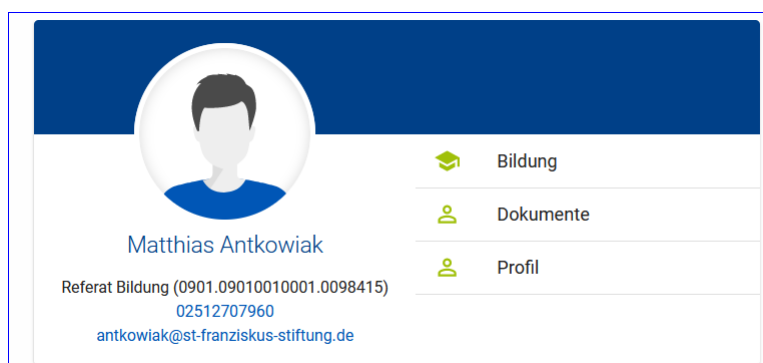 Matthias Antkowiak
Referat Bildung (0901.09010010001.0098415)
02512707960
antkowiak@st-franziskus-stiftung.de
Bildung
Dokumente
Profil